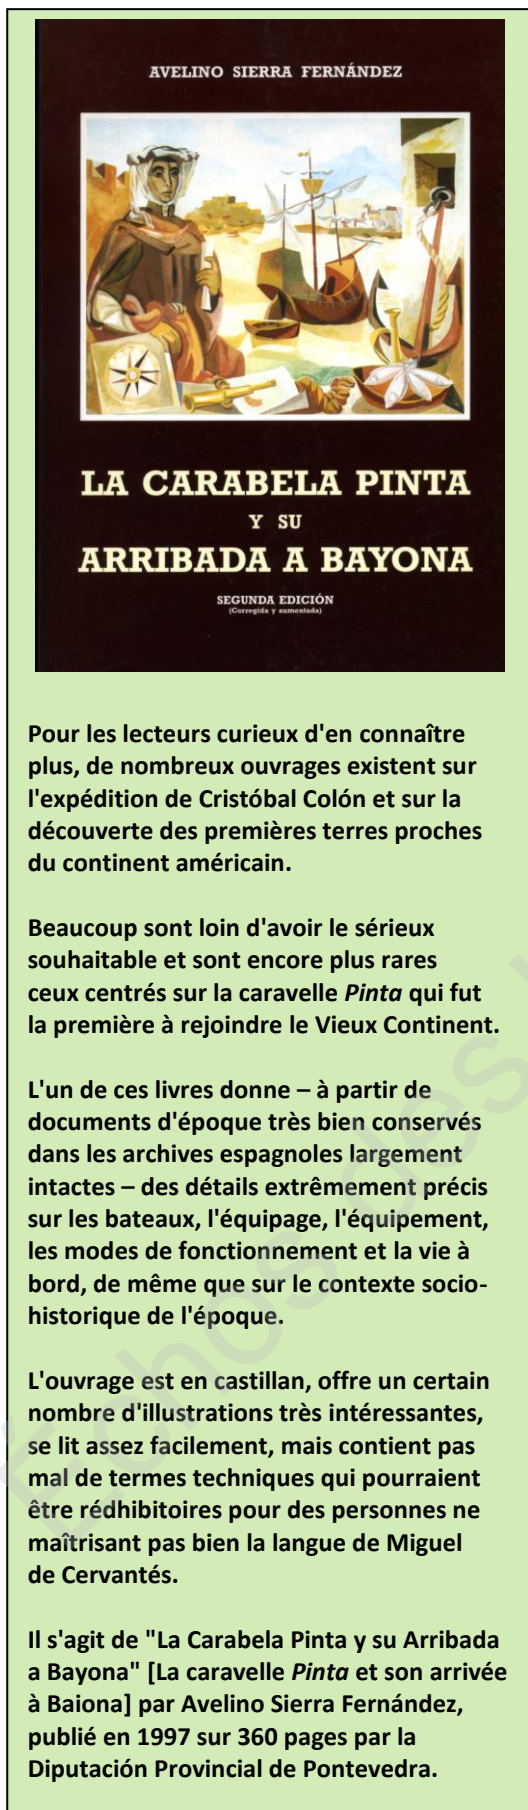 AVELINO SIERRA FERNÁNDEZ
LA CARABELA PINTA
Y SU
ARRIBADA A BAYONA
SEGUNDA EDICIÓN
(Corregida y aumentada)
Pour les lecteurs curieux d'en connaître
plus, de nombreux ouvrages existent sur
l'expédition de Cristóbal Colón et sur la
découverte des premières terres proches
du continent américain.
Beaucoup sont loin d'avoir le sérieux
souhaitable et sont encore plus rares
ceux centrés sur la caravelle Pinta qui fut
la première à rejoindre le Vieux Continent.
L'un de ces livres donne – à partir de
documents d'époque très bien conservés
dans les archives espagnoles largement
intactes – des détails extrêmement précis
sur les bateaux, l'équipage, l'équipement,
les modes de fonctionnement et la vie à
bord, de même que sur le contexte socio-
historique de l'époque.
L'ouvrage est en castillan, offre un certain
nombre d'illustrations très intéressantes,
se lit assez facilement, mais contient pas
mal de termes techniques qui pourraient
être rédhibitoires pour des personnes ne
maîtrisant pas bien la langue de Miguel
de Cervantés.
Il s'agit de "La Carabela Pinta y su Arribada
a Bayona" [La caravelle Pinta et son arrivée
à Baiona] par Avelino Sierra Fernández,
publié en 1997 sur 360 pages par la
Diputación Provincial de Pontevedra.
Échos des